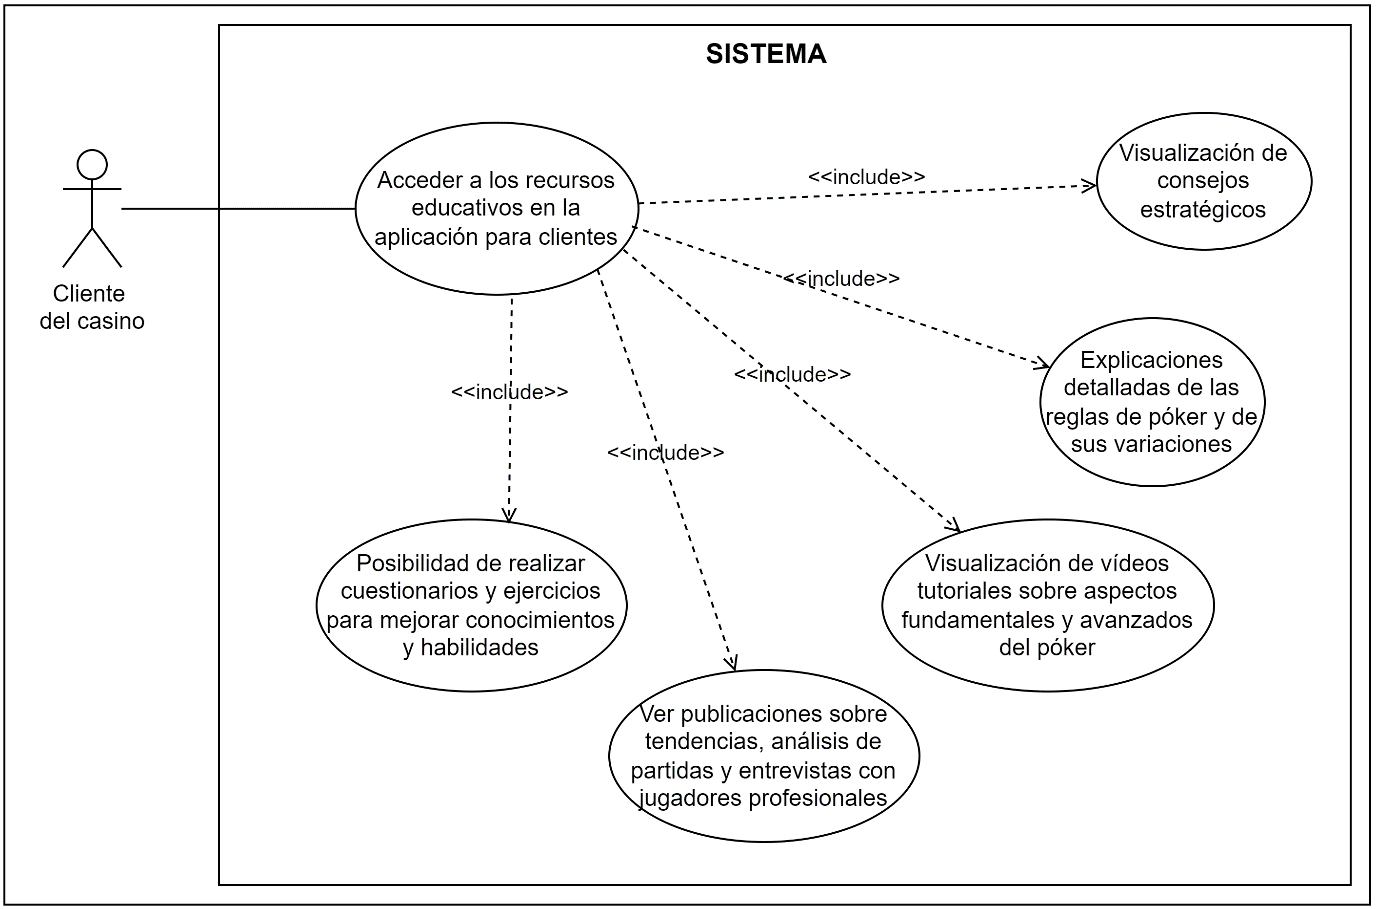 SISTEMA
Cliente
del casino
Acceder a los recursos
educativos en la
aplicación para clientes
<<include>>
Visualización de
consejos
estratégicos
<<include>>
Explicaciones
detalladas de las
reglas de póker y de
sus variaciones
<<include>>
Visualización de vídeos
tutoriales sobre aspectos
fundamentales y avanzados
del póker
<<include>>
Ver publicaciones sobre
tendencias, análisis de
partidas y entrevistas con
jugadores profesionales
<<include>>
Posibilidad de realizar
cuestionarios y ejercicios
para mejorar conocimientos
y habilidades